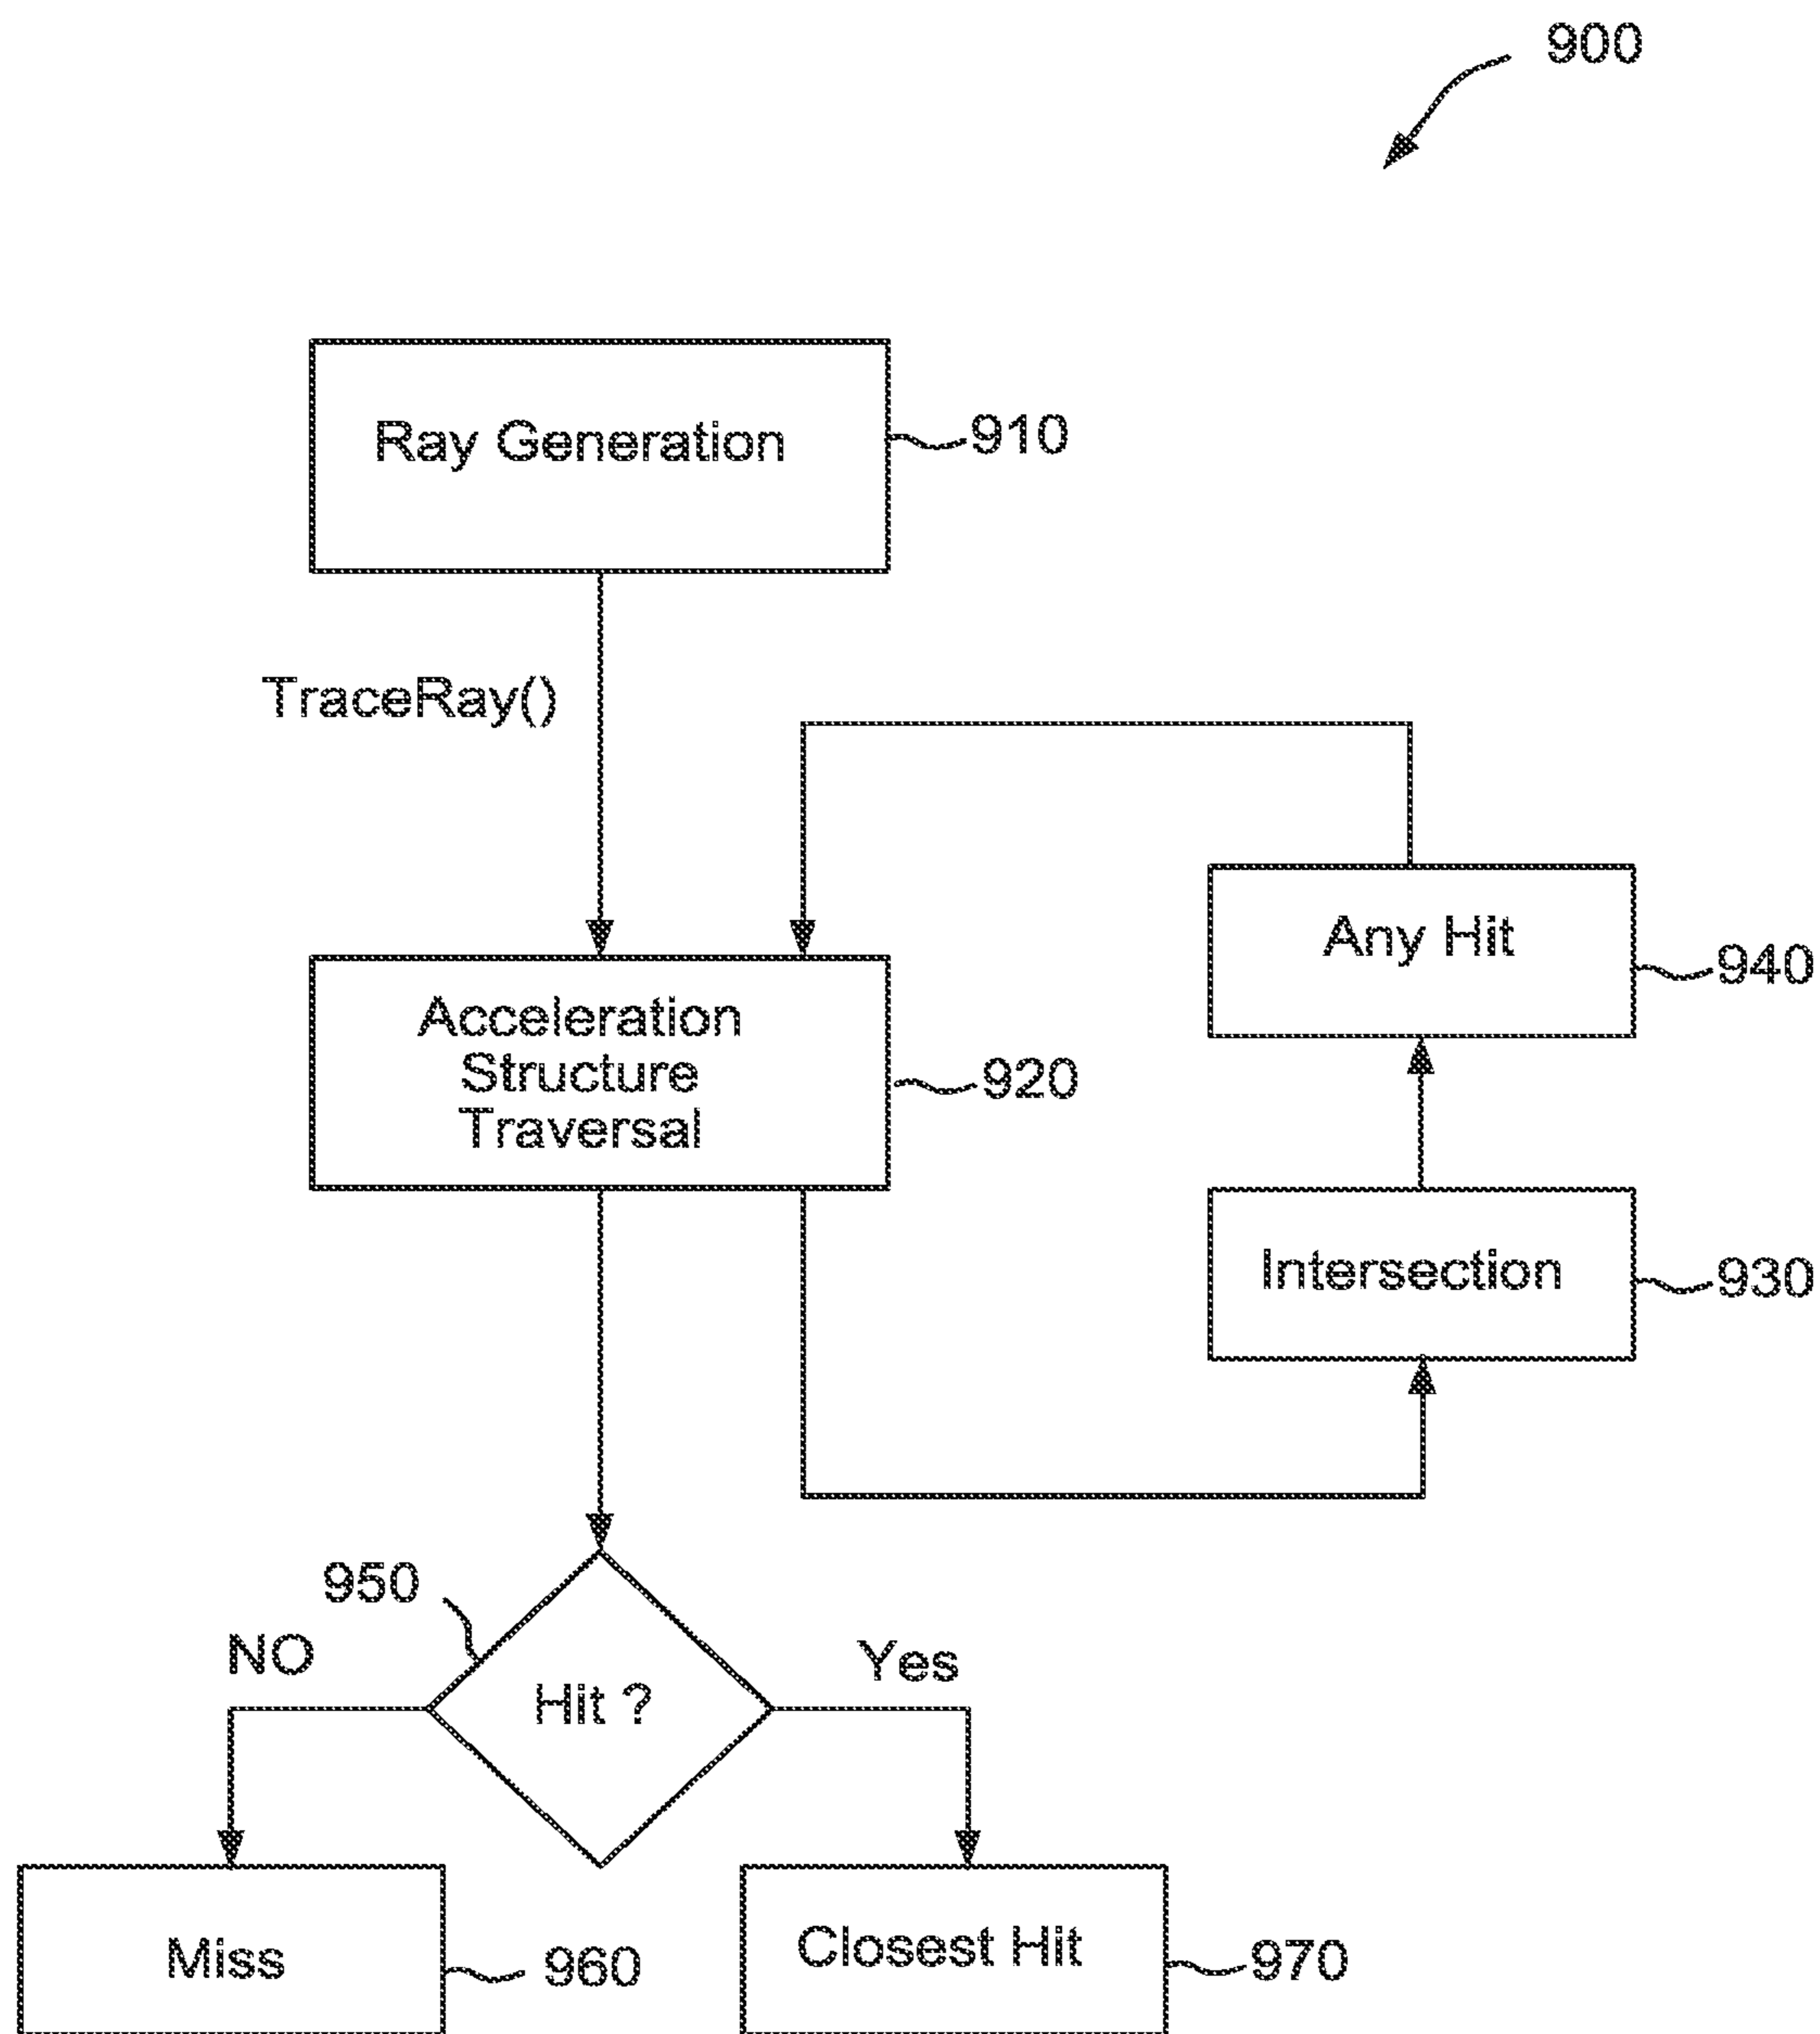 900
Ray Generation
910
TraceRay()
Any Hit
940
Acceleration
Structure
Traversal
920
Intersection
930
950
NO
Hit ?
Yes
Miss
960
Closest Hit
970